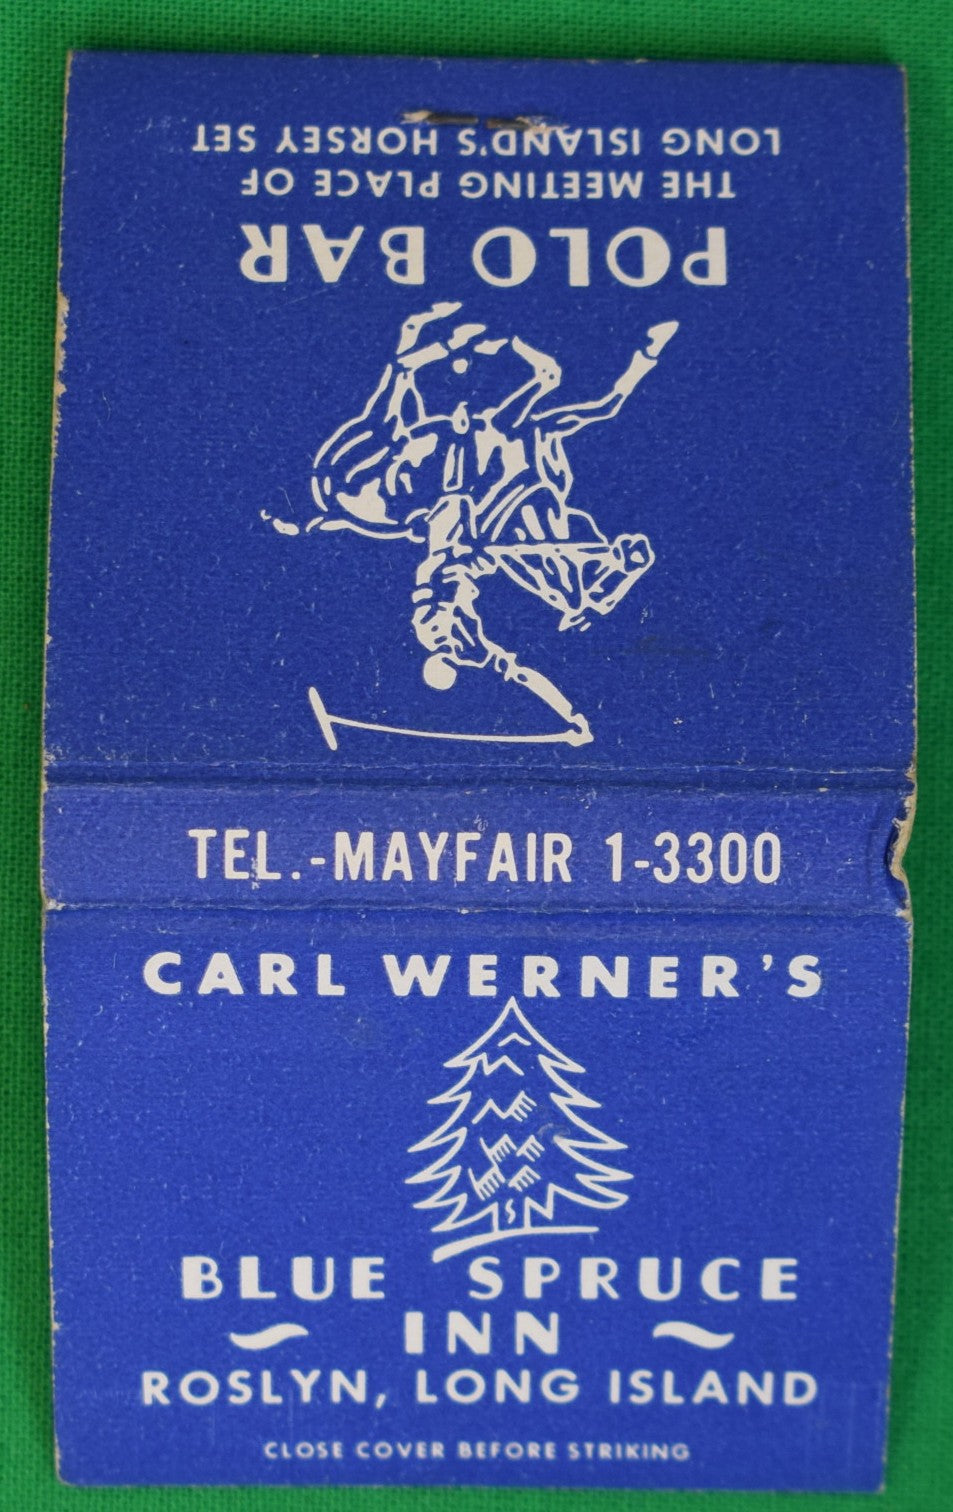 POLO BAR
THE MEETING PLACE OF
LONG ISLAND'S HORSEY SET
TEL.-MAYFAIR 1-3300
CARL WERNER'S
BLUE SPRUCE
INN
ROSLYN, LONG ISLAND
CLOSE COVER BEFORE STRIKING